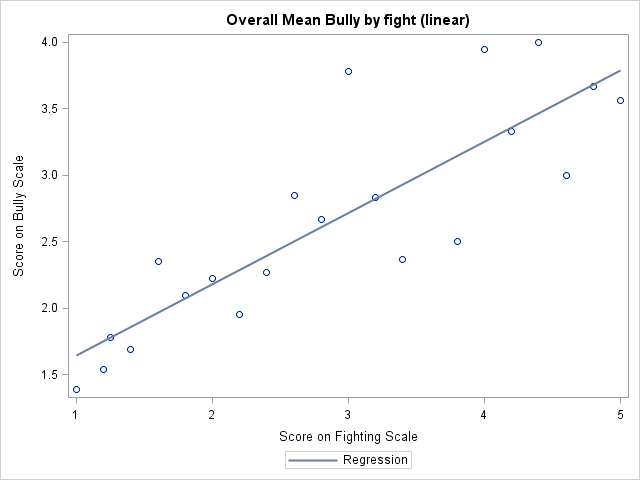 Overall Mean Bully by fight (linear)
Score on Bully Scale
4.0
3.5
3.0
2.5
2.0
1.5
1 2 3 4 5
Score on Fighting Scale
Regression